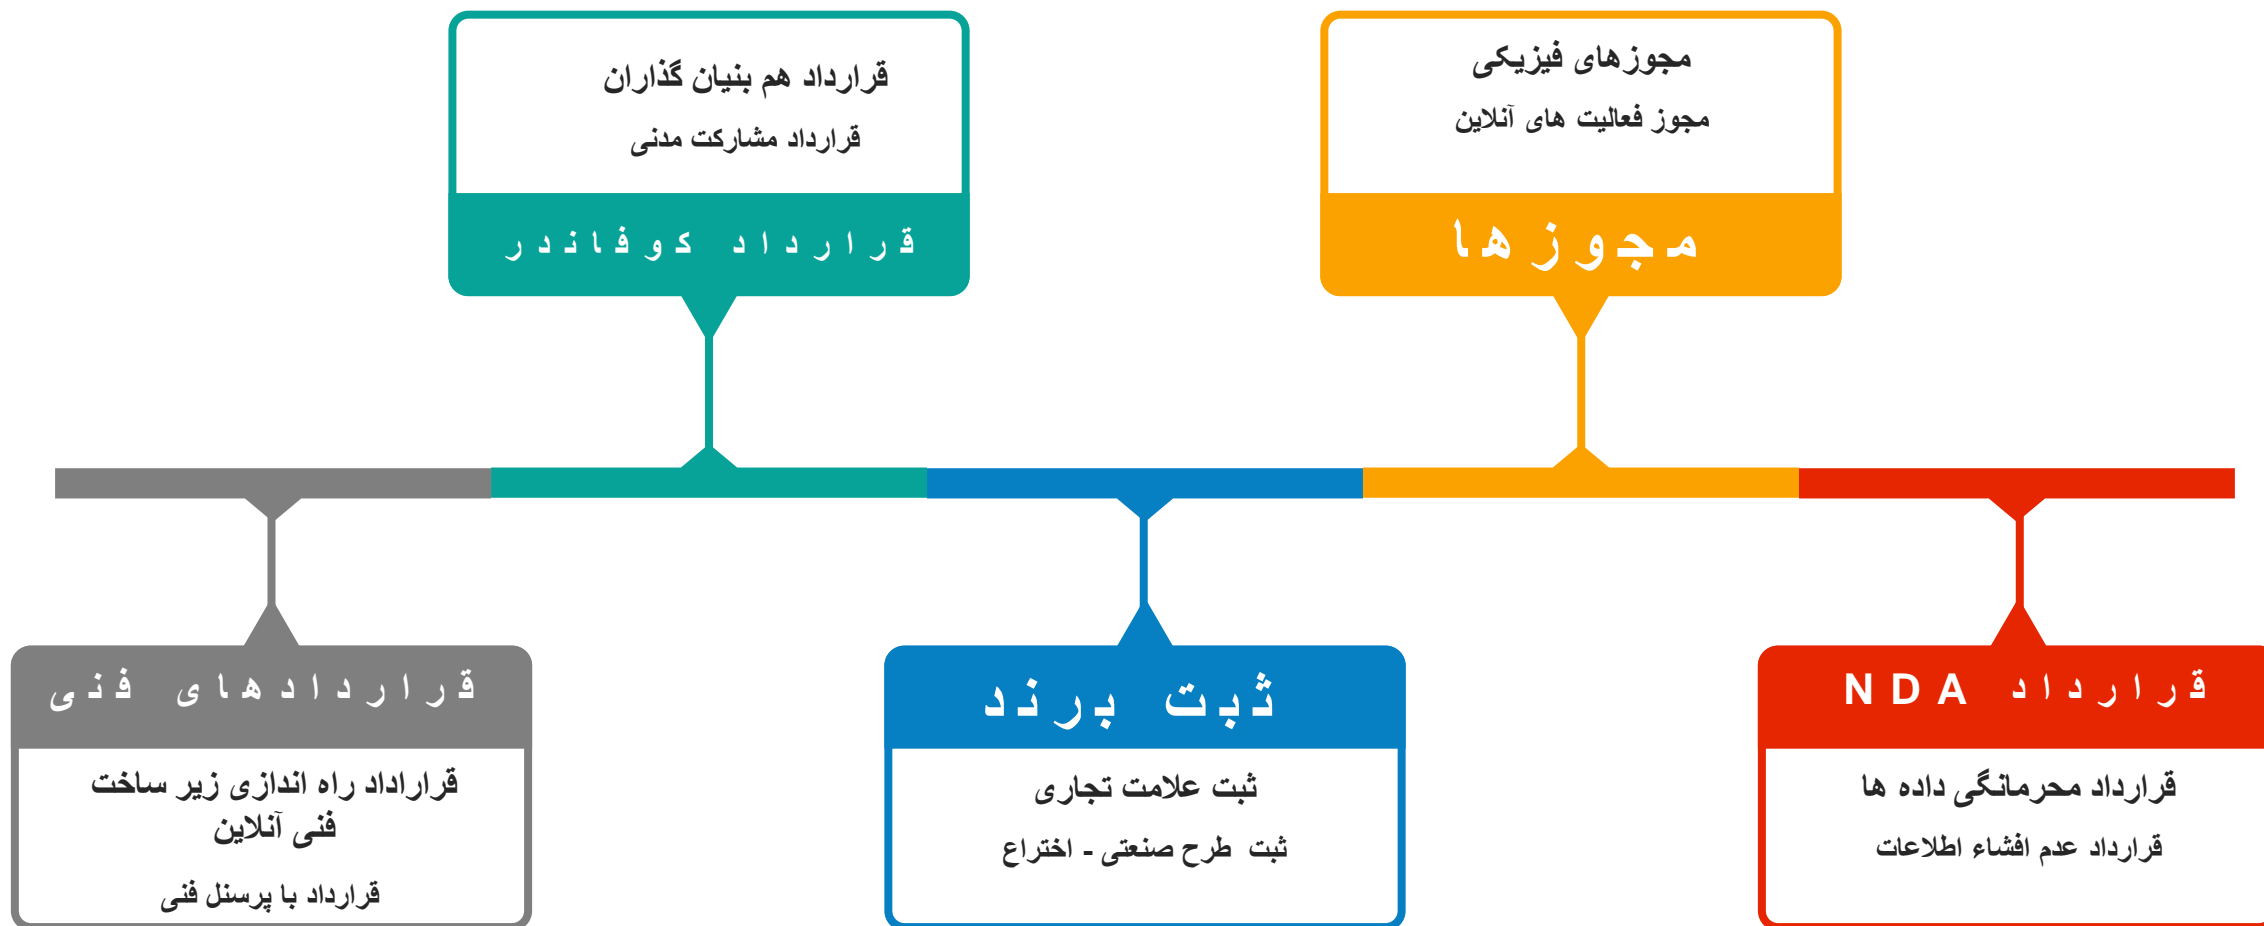 قرارداد هم بنیان گذاران
قرارداد مشارکت مدنی
قرارداد کوفاندر
مجوزهای فیزیکی
مجوز فعالیت های آنلاین
مجوزها
قرارداد NDA
قرارداد محرمانگی داده ها
قرارداد عدم افشاء اطلاعات
ثبت برند
ثبت علامت تجاری
ثبت طرح صنعتی - اختراع
قراردادهای فنی
قراراداد راه اندازی زیر ساخت
فنی آنلاین
قرارداد با پرسنل فنی